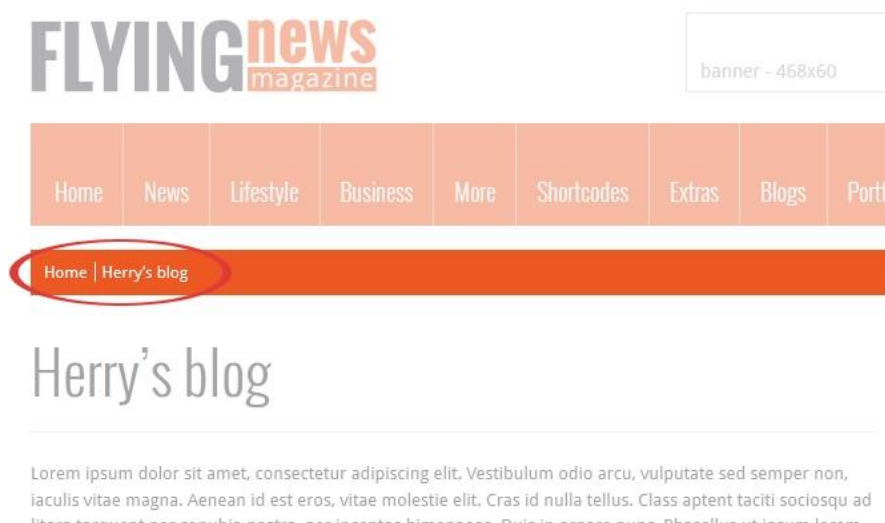 FLYING news
magazine
banner - 468x60
Home News Lifestyle Business More Shortcodes Extras Blogs
Home | Herry's blog
Herry's blog
Lorem ipsum dolor sit amet, consectetur adipiscing elit. Vestibulum odio arcu, vulputate sed semper non,
iaculis vitae magna. Aenean id est eros, vitae molestie elit. Cras id nulla tellus. Class aptent taciti sociosqu ad